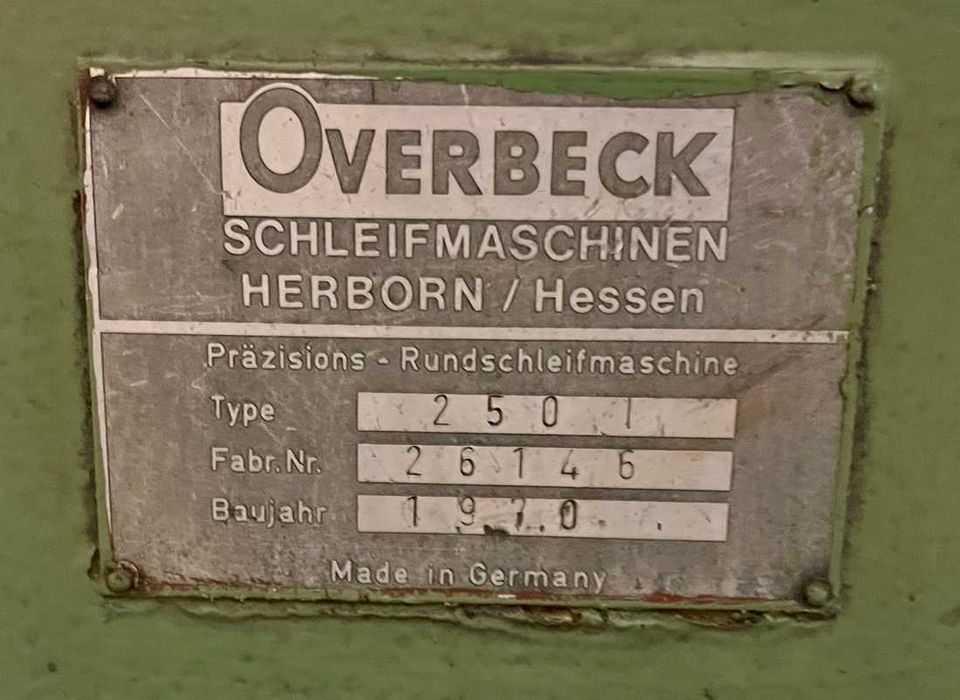 OVERBECK
SCHLEIFMASCHINEN
HERBORN / Hessen
Präzisions - Rundschleifmaschine
Type 250 I
Fabr. Nr. 26146
Baujahr 1970
Made in Germany